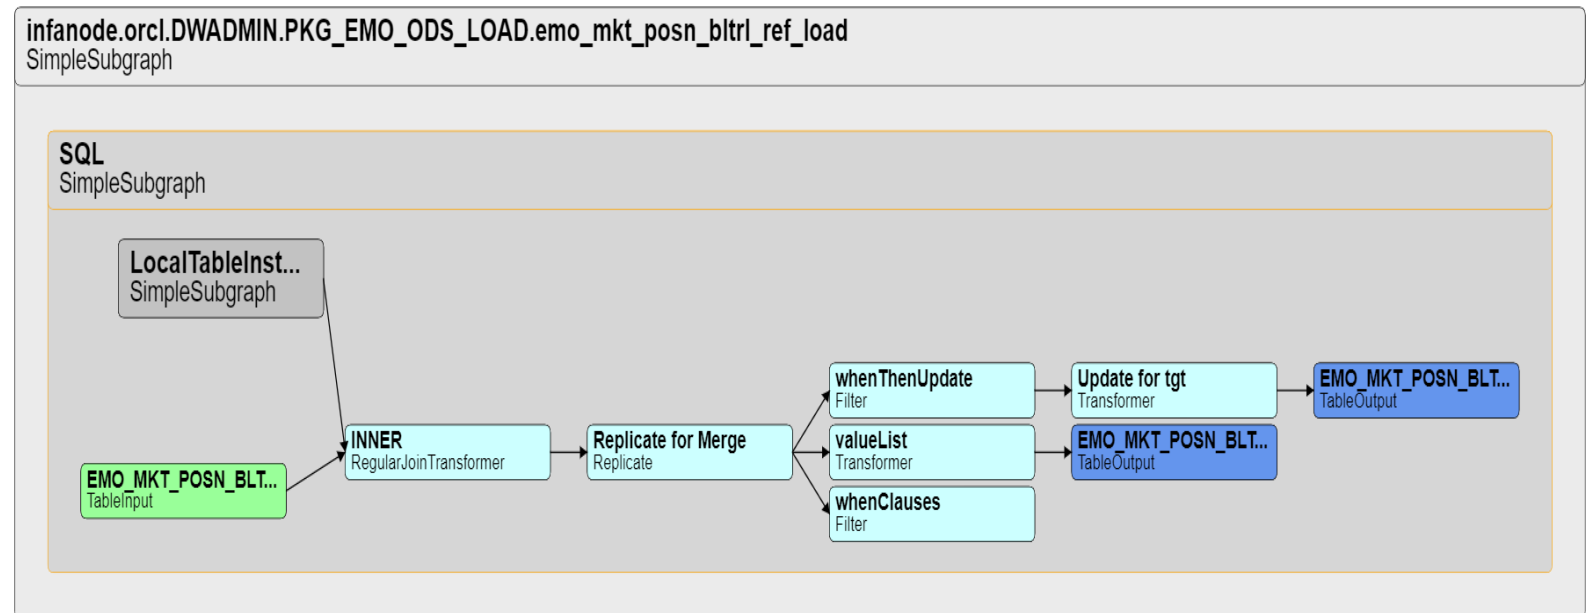 infanode.orcl.DWADMIN.PKG_EMO_ODS_LOAD.emo_mkt_posn_bltrl_ref_load
SimpleSubgraph
SQL
SimpleSubgraph
LocalTableInst...
SimpleSubgraph
EMO_MKT_POSN_BLT...
TableInput
INNER
RegularJoinTransformer
Replicate for Merge
Replicate
whenThenUpdate
Filter
Update for tgt
Transformer
EMO_MKT_POSN_BLT...
TableOutput
valueList
Transformer
EMO_MKT_POSN_BLT...
TableOutput
whenClauses
Filter